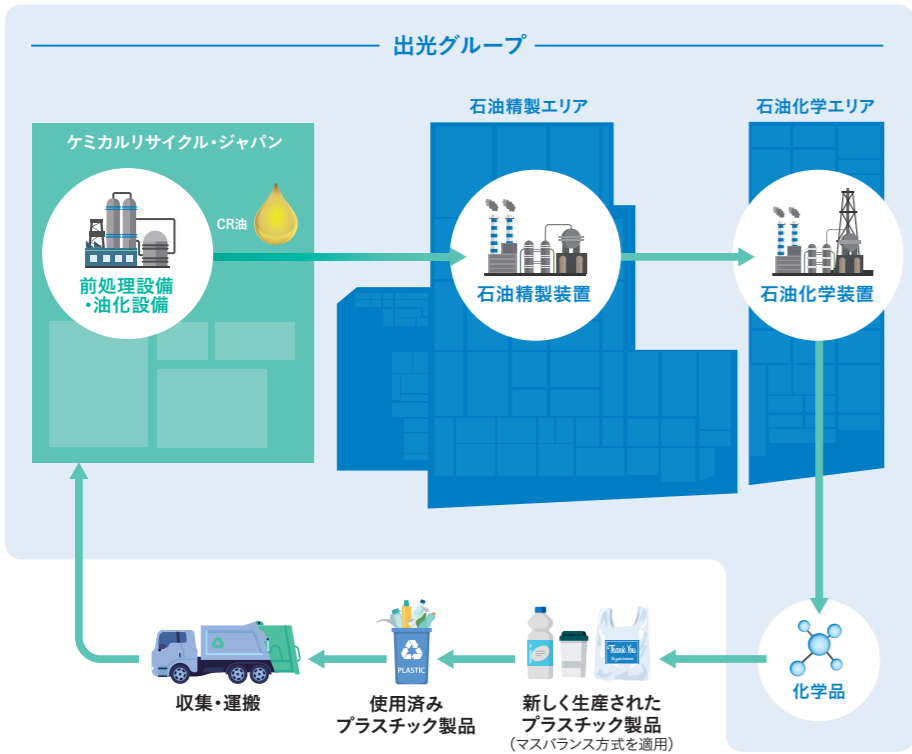 出光グループ
石油精製エリア
石油化学エリア
ケミカルリサイクル・ジャパン
CR油
前処理設備
・油化設備
石油精製装置
石油化学装置
化学品
Thank You
PLASTIC
収集・運搬
使用済み
プラスチック製品
新しく生産された
プラスチック製品
(マスバランス方式を適用)